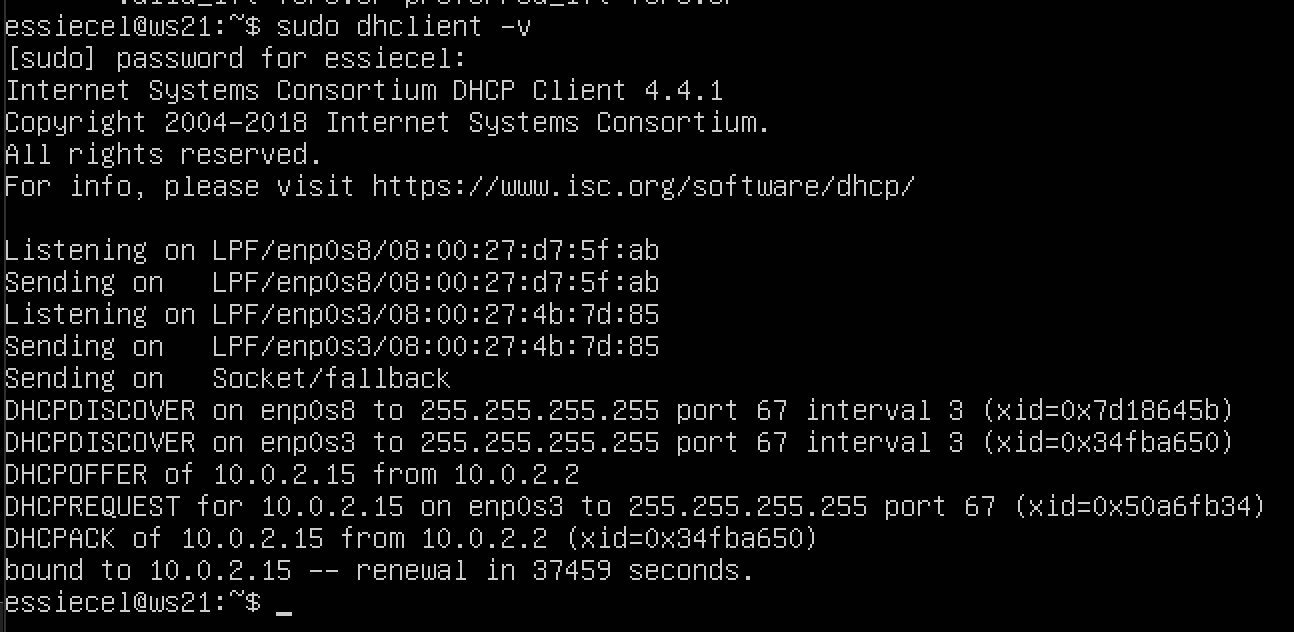 essiecel@ws21:~$ sudo dhclient -v
[sudo] password for essiecel:
Internet Systems Consortium DHCP Client 4.4.1
Copyright 2004-2018 Internet Systems Consortium.
All rights reserved.
For info, please visit https://www.isc.org/software/dhcp/

Listening on LPF/enp0s8/08:00:27:d7:5f:ab
Sending on   LPF/enp0s8/08:00:27:d7:5f:ab
Listening on LPF/enp0s3/08:00:27:4b:7d:85
Sending on   LPF/enp0s3/08:00:27:4b:7d:85
Sending on   Socket/fallback
DHCPDISCOVER on enp0s8 to 255.255.255.255 port 67 interval 3 (xid=0x7d18645b)
DHCPDISCOVER on enp0s3 to 255.255.255.255 port 67 interval 3 (xid=0x34fba650)
DHCPOFFER of 10.0.2.15 from 10.0.2.2
DHCPREQUEST for 10.0.2.15 on enp0s3 to 255.255.255.255 port 67 (xid=0x50a6fb34)
DHCPACK of 10.0.2.15 from 10.0.2.2 (xid=0x34fba650)
bound to 10.0.2.15 -- renewal in 37459 seconds.
essiecel@ws21:~$ _